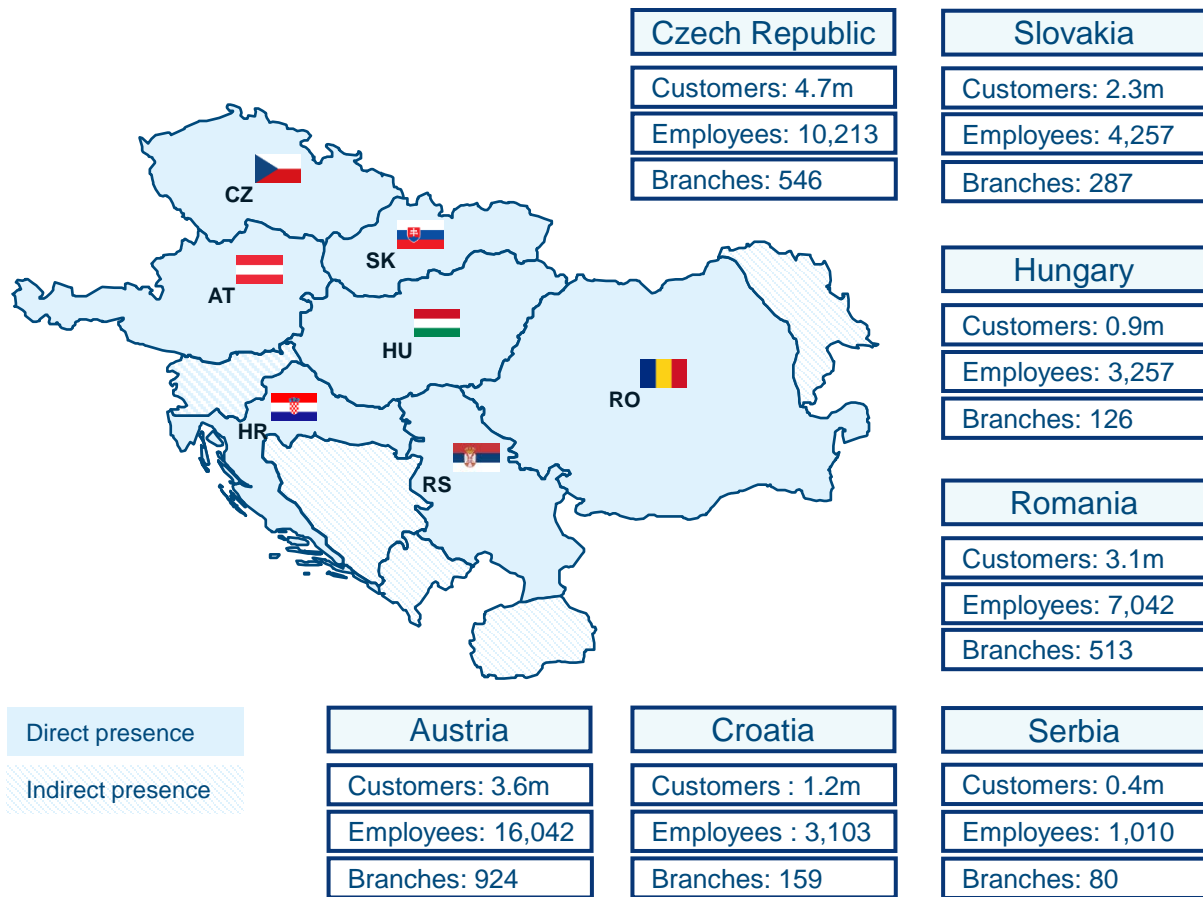 Czech Republic
Customers: 4.7m
Employees: 10,213
Branches: 546
Slovakia
Customers: 2.3m
Employees: 4,257
Branches: 287
CZ
SK
AT
HU
HR
RS
RO
Hungary
Customers: 0.9m
Employees: 3,257
Branches: 126
Romania
Customers: 3.1m
Employees: 7,042
Branches: 513
Direct presence
Indirect presence
Austria
Customers: 3.6m
Employees: 16,042
Branches: 924
Croatia
Customers : 1.2m
Employees : 3,103
Branches: 159
Serbia
Customers: 0.4m
Employees: 1,010
Branches: 80